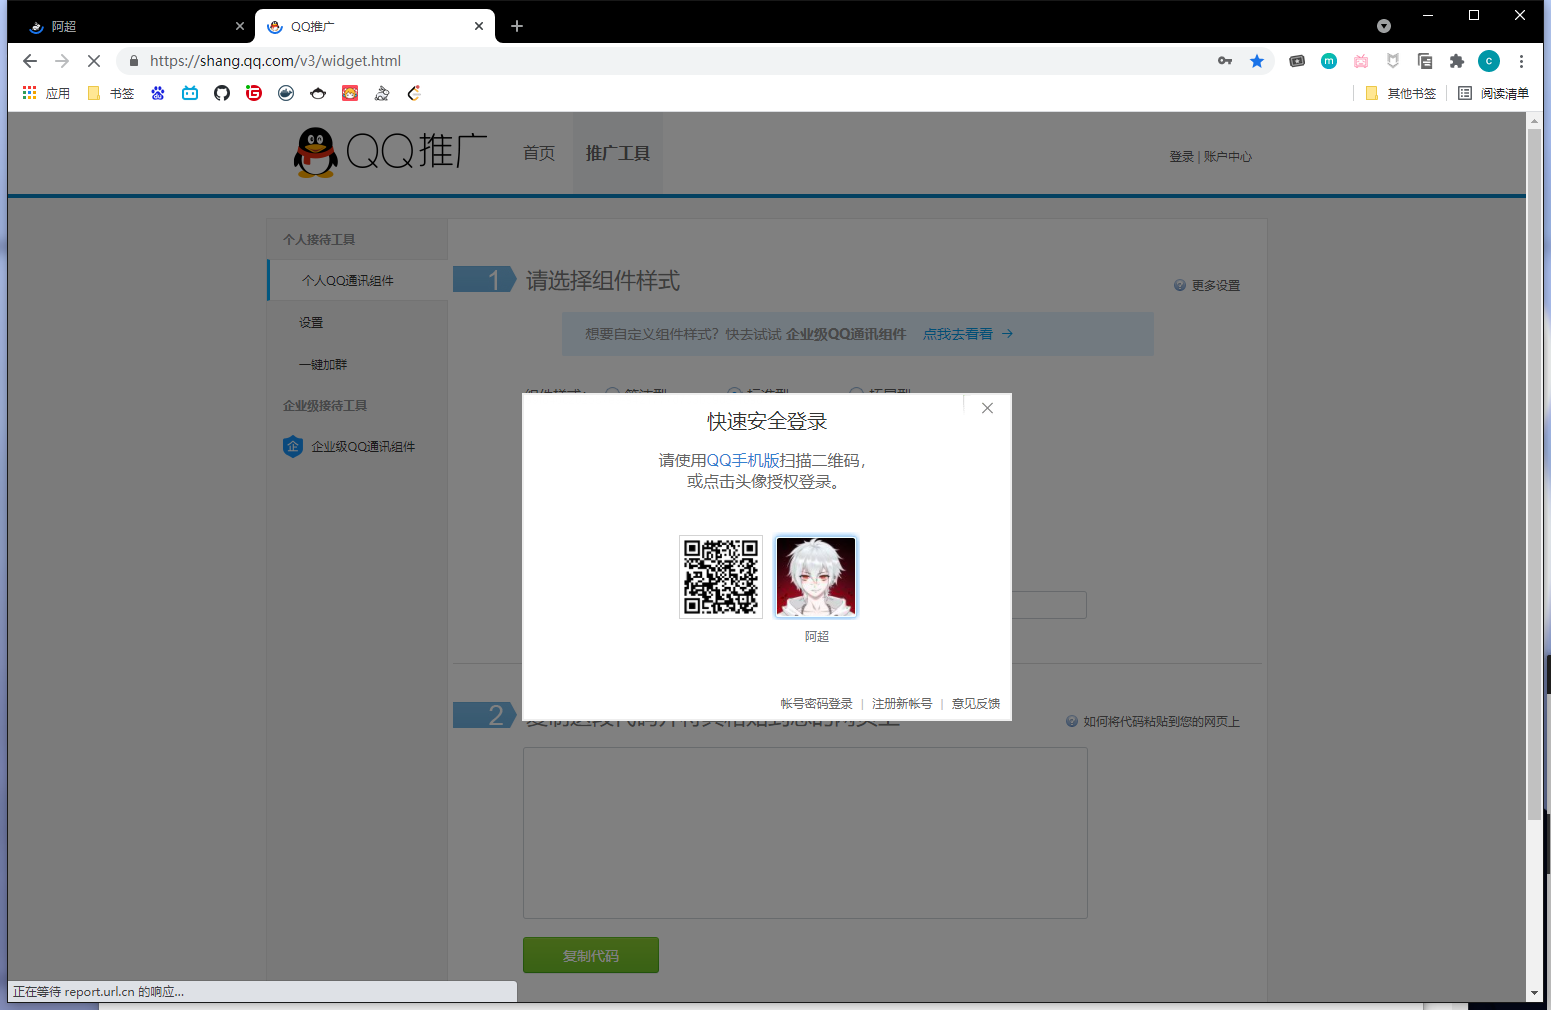 阿超
QQ推广
https://shang.qq.com/v3/widget.html
应用
书签
其他书签
阅读清单
QQ推广
首页
推广工具
登录 | 账户中心
个人接待工具
个人QQ通讯组件
设置
一键加群
企业级接待工具
企 企业级QQ通讯组件
1 请选择组件样式
更多设置
想要自定义组件样式？快去试试 企业级QQ通讯组件 点我去看看 →
快速安全登录
请使用QQ手机版扫描二维码，
或点击头像授权登录。
阿超
帐号密码登录 | 注册新帐号 | 意见反馈
2
如何将代码粘贴到您的网页上
复制代码
正在等待 report.url.cn 的响应...